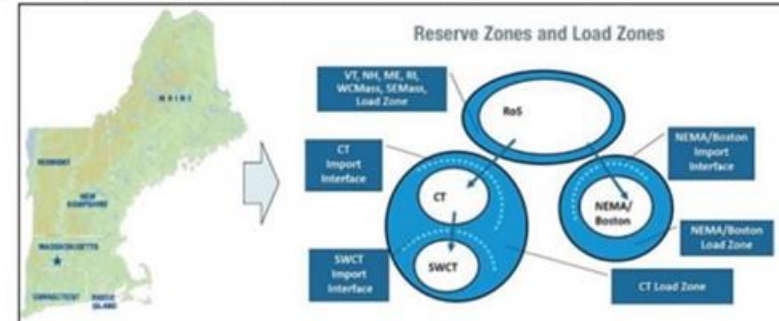 Reserve Zones and Load Zones
VT, NH, ME, RI,
WCMass, SEMass,
Load Zone
RoS
CT
Import
Interface
NEMA/Boston
Import
Interface
CT
NEMA/
Boston
SWCT
Import
Interface
SWCT
NEMA/Boston
Load Zone
CT Load Zone
MAINE
VERMONT
NEW
HAMPSHIRE
MASSACHUSETTS
CONNECTICUT
RHODE
ISLAND